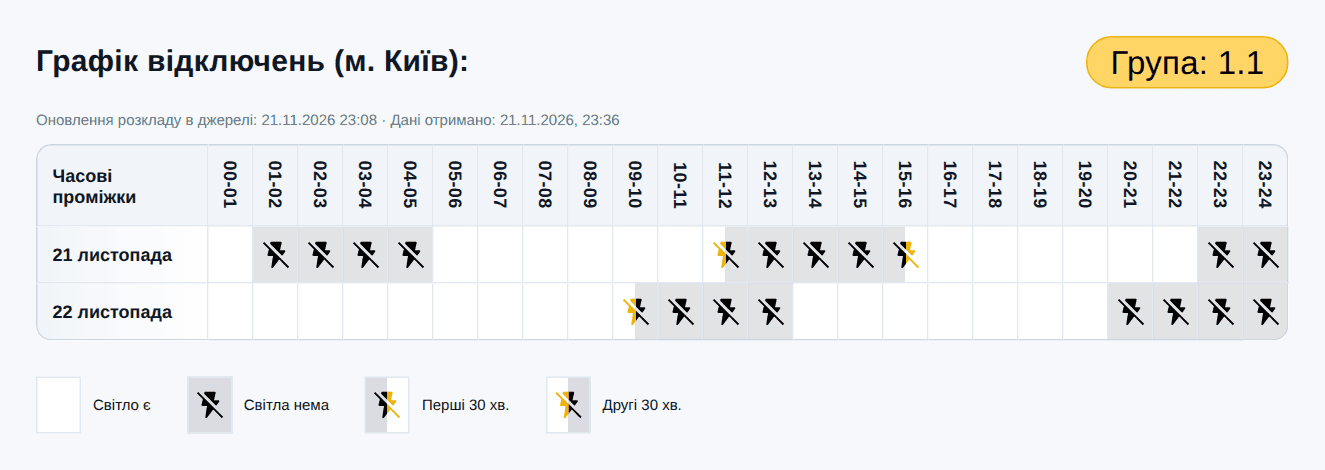 Графік відключень (м. Київ):
Група: 1.1
Оновлення розкладу в джерелі: 21.11.2026 23:08 · Дані отримано: 21.11.2026, 23:36
Часові
проміжки
00-01
01-02
02-03
03-04
04-05
05-06
06-07
07-08
08-09
09-10
10-11
11-12
12-13
13-14
14-15
15-16
16-17
17-18
18-19
19-20
20-21
21-22
22-23
23-24
21 листопада
22 листопада
Світло є
Світла нема
Перші 30 хв.
Другі 30 хв.